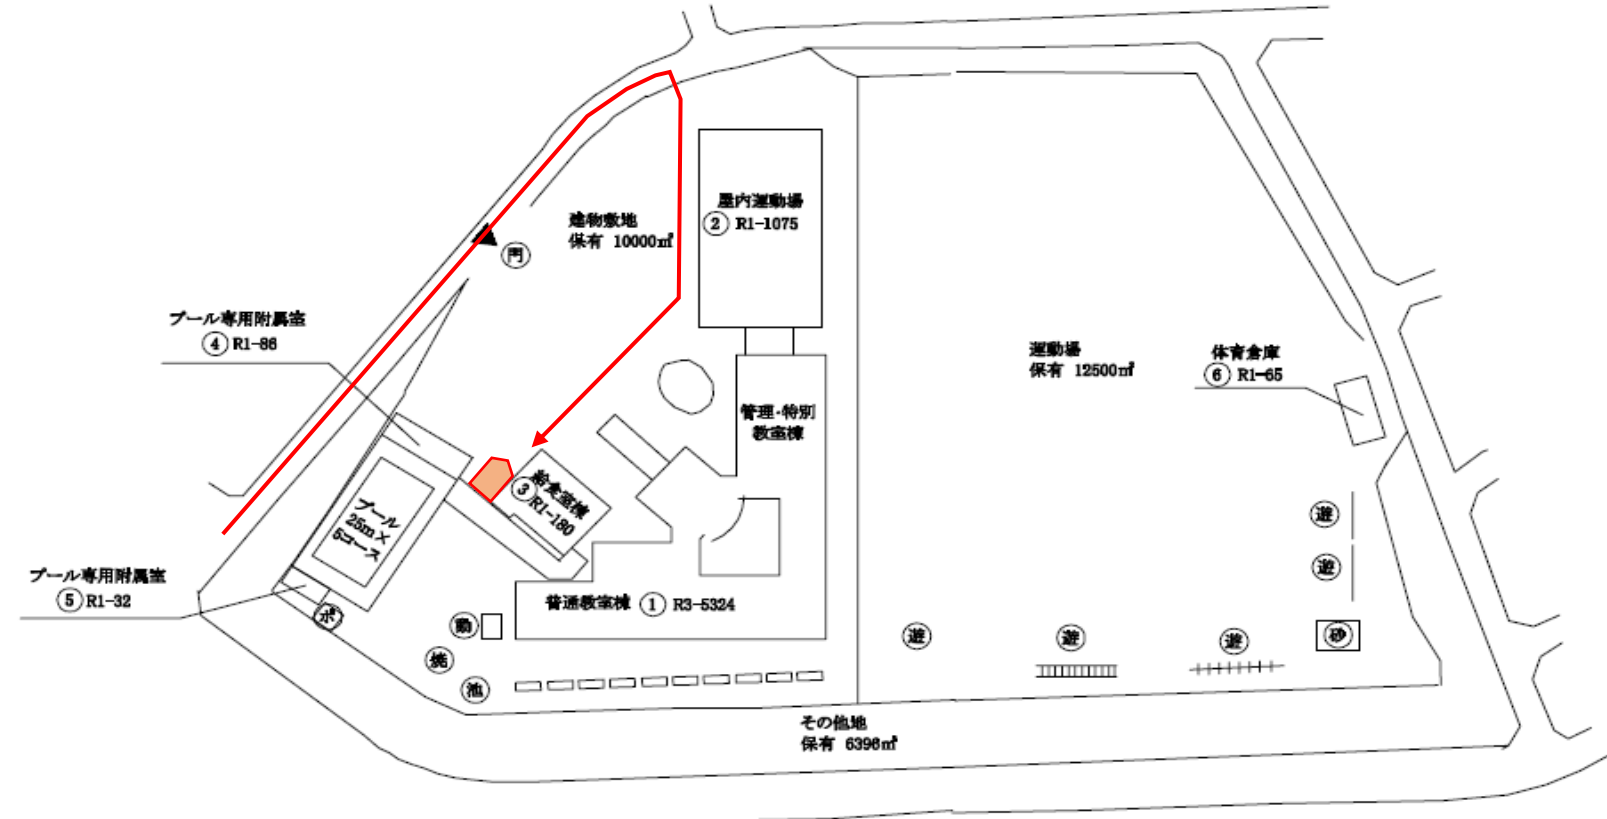 屋内運動場
② R1-1075
建物敷地
保有 10000㎡
門
プール専用附属室
④ R1-86
運動場
保有 12500㎡
体育倉庫
⑥ R1-65
管理・特別
教室棟
給食室棟
③ R1-180
プール
25m×
5コース
プール専用附属室
⑤ R1-32
ポ
普通教室棟 ① R3-5324
動
焼
池
遊
遊
遊
遊
遊
砂
その他地
保有 6396㎡